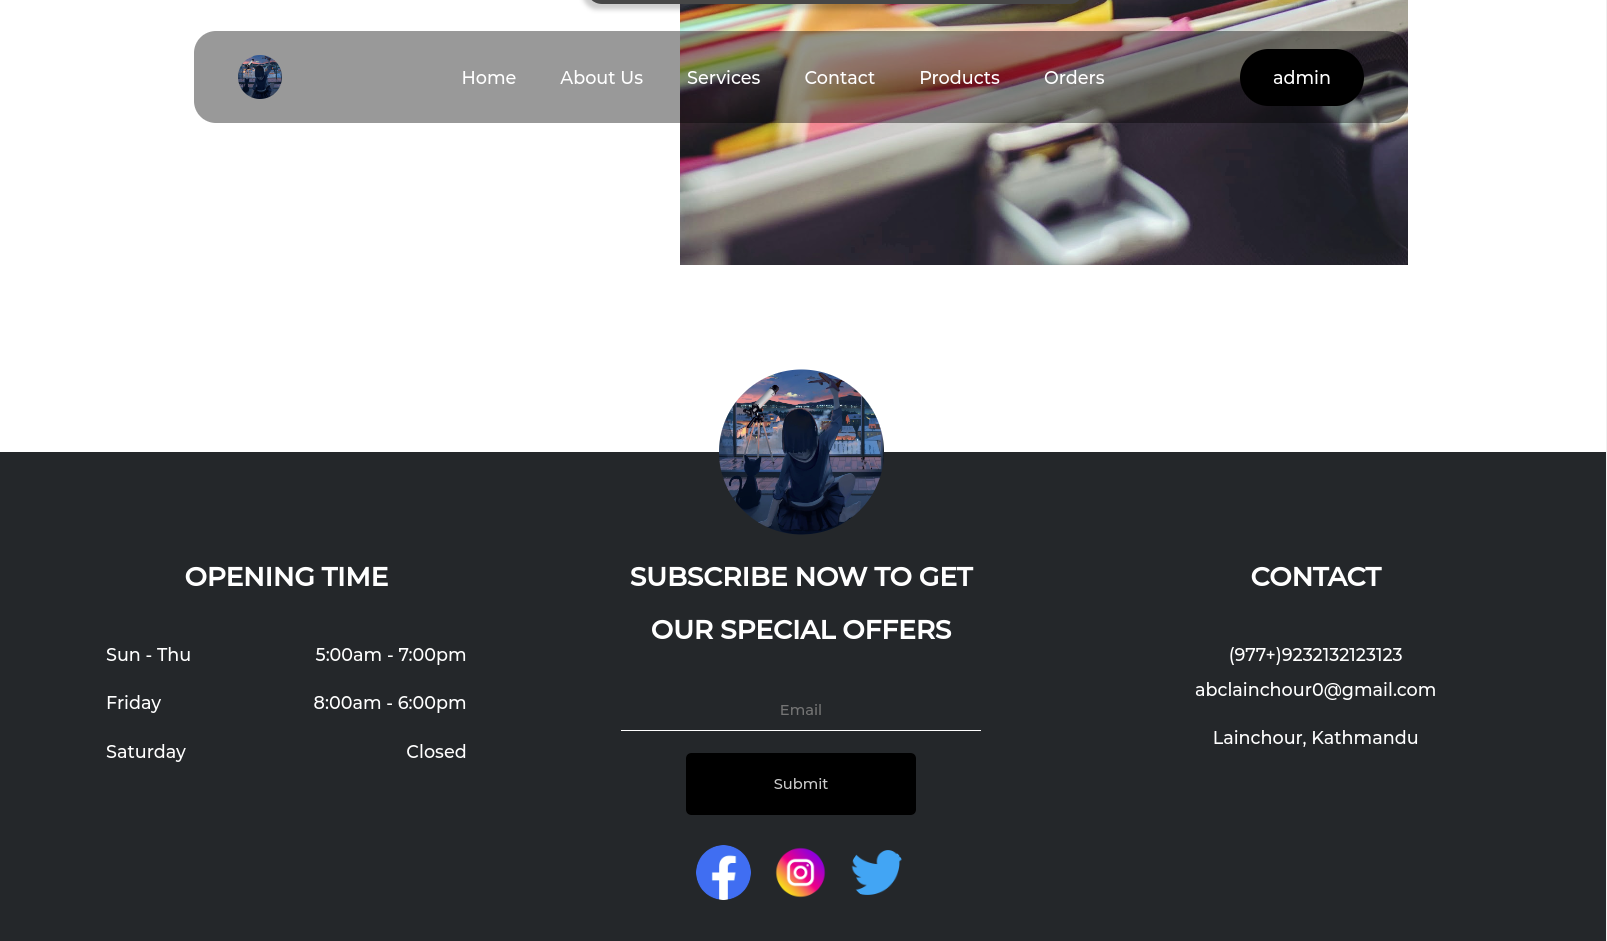 Home
About Us
Services
Contact
Products
Orders
admin
OPENING TIME
Sun - Thu 5:00am - 7:00pm
Friday 8:00am - 6:00pm
Saturday Closed
SUBSCRIBE NOW TO GET
OUR SPECIAL OFFERS
Email
Submit
CONTACT
(977+)9232132123123
abclainchour0@gmail.com
Lainchour, Kathmandu